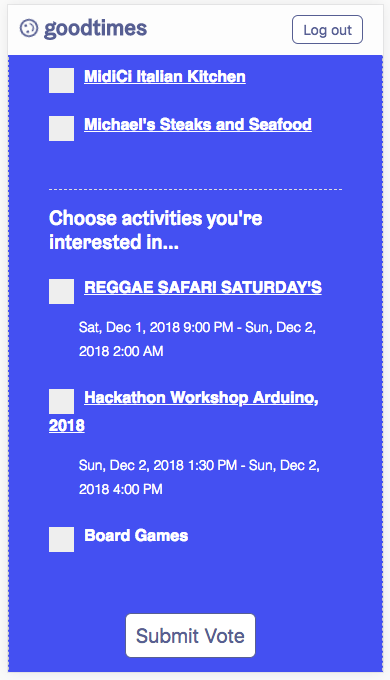 goodtimes
Log out
MidiCi Italian Kitchen
Michael's Steaks and Seafood
Choose activities you're
interested in...
REGGAE SAFARI SATURDAY'S
Sat, Dec 1, 2018 9:00 PM - Sun, Dec 2,
2018 2:00 AM
Hackathon Workshop Arduino,
2018
Sun, Dec 2, 2018 1:30 PM - Sun, Dec 2,
2018 4:00 PM
Board Games
Submit Vote